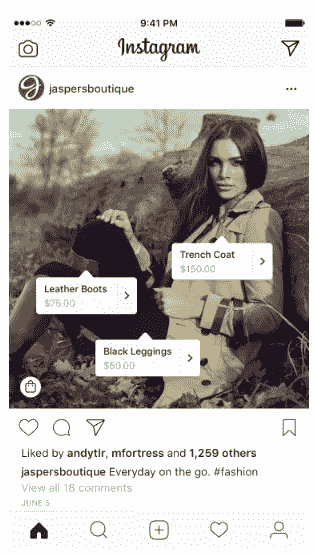 9:41 PM
Instagram
jaspersboutique
Trench Coat
$150.00
Leather Boots
$75.00
Black Leggings
$50.00
Liked by andytlr, mfortress and 1,259 others
jaspersboutique Everyday on the go. #fashion
View all 18 comments
JUNE 5